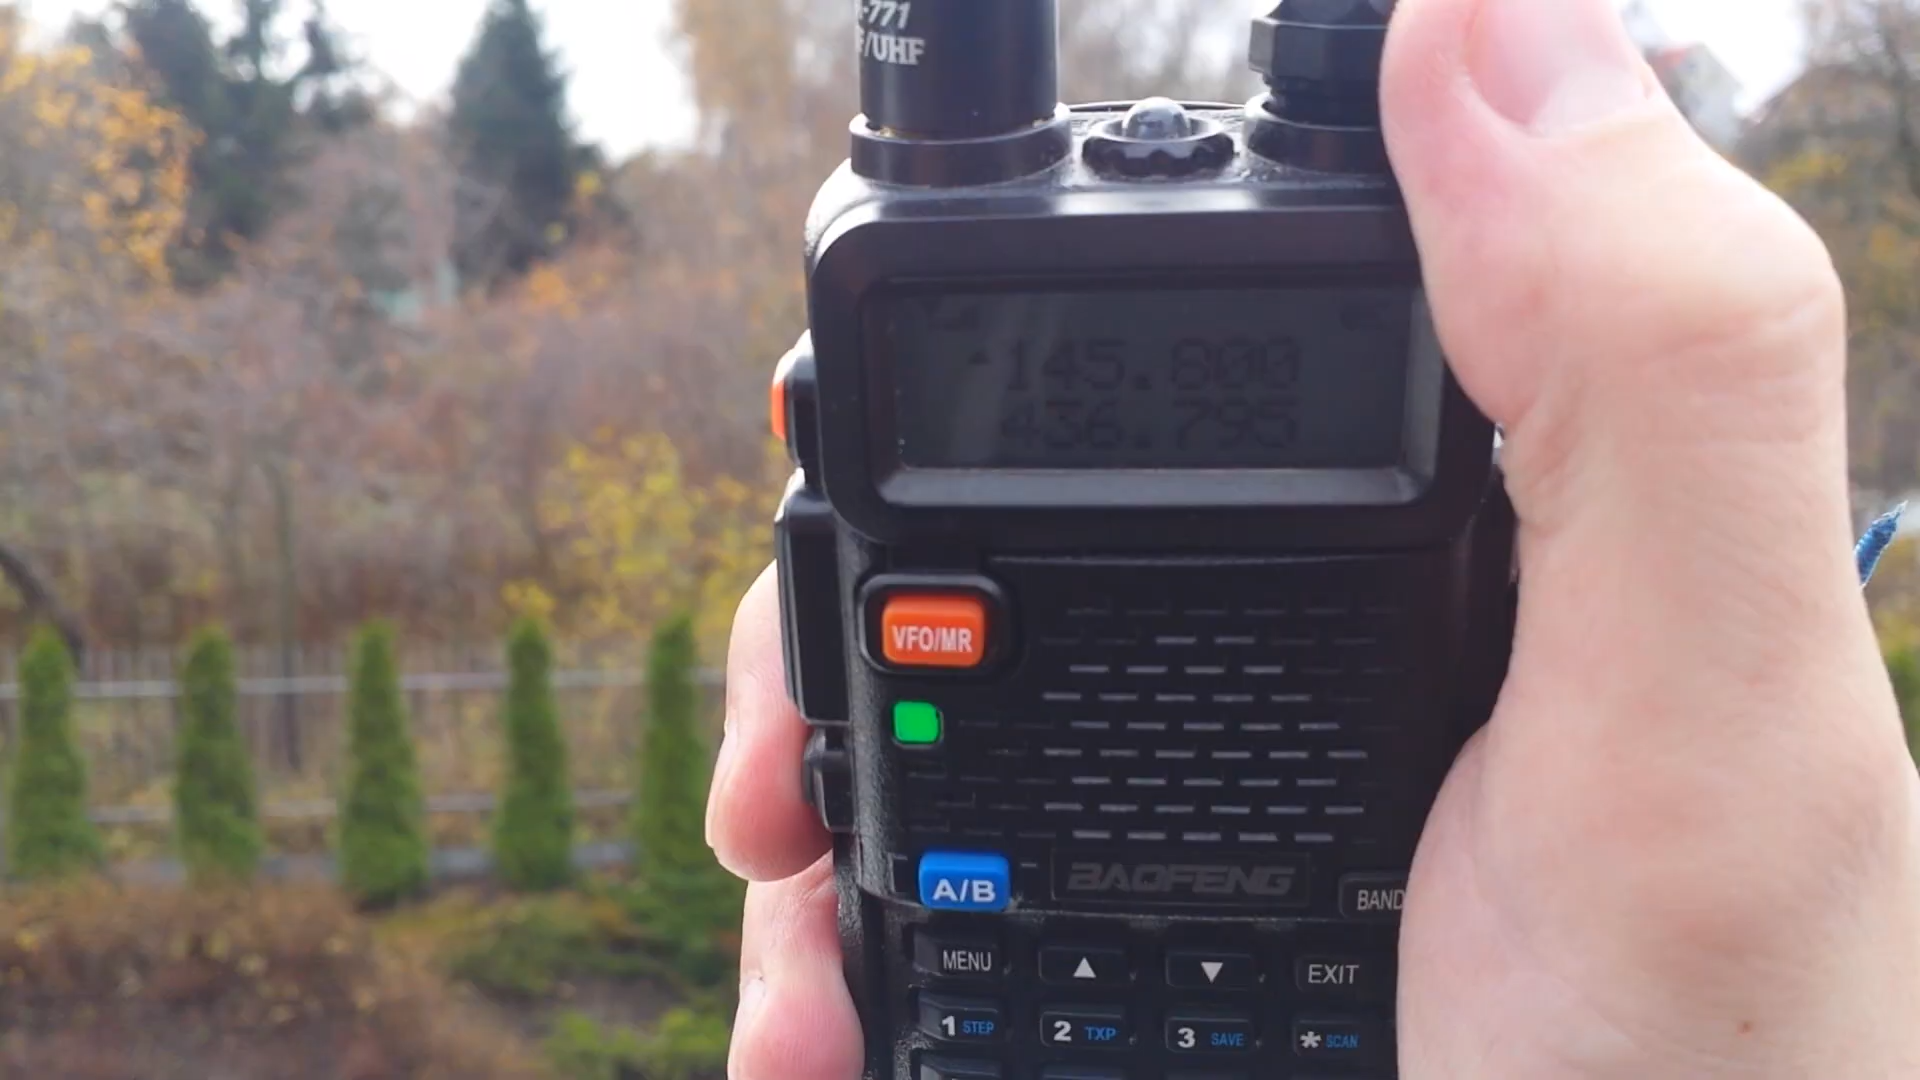 -771
/UHF
145.800
436.795
VFO/MR
A/B
BAOFENG
BAND
MENU ▲ ▼ EXIT
1 STEP 2 TXP 3 SAVE * SCAN